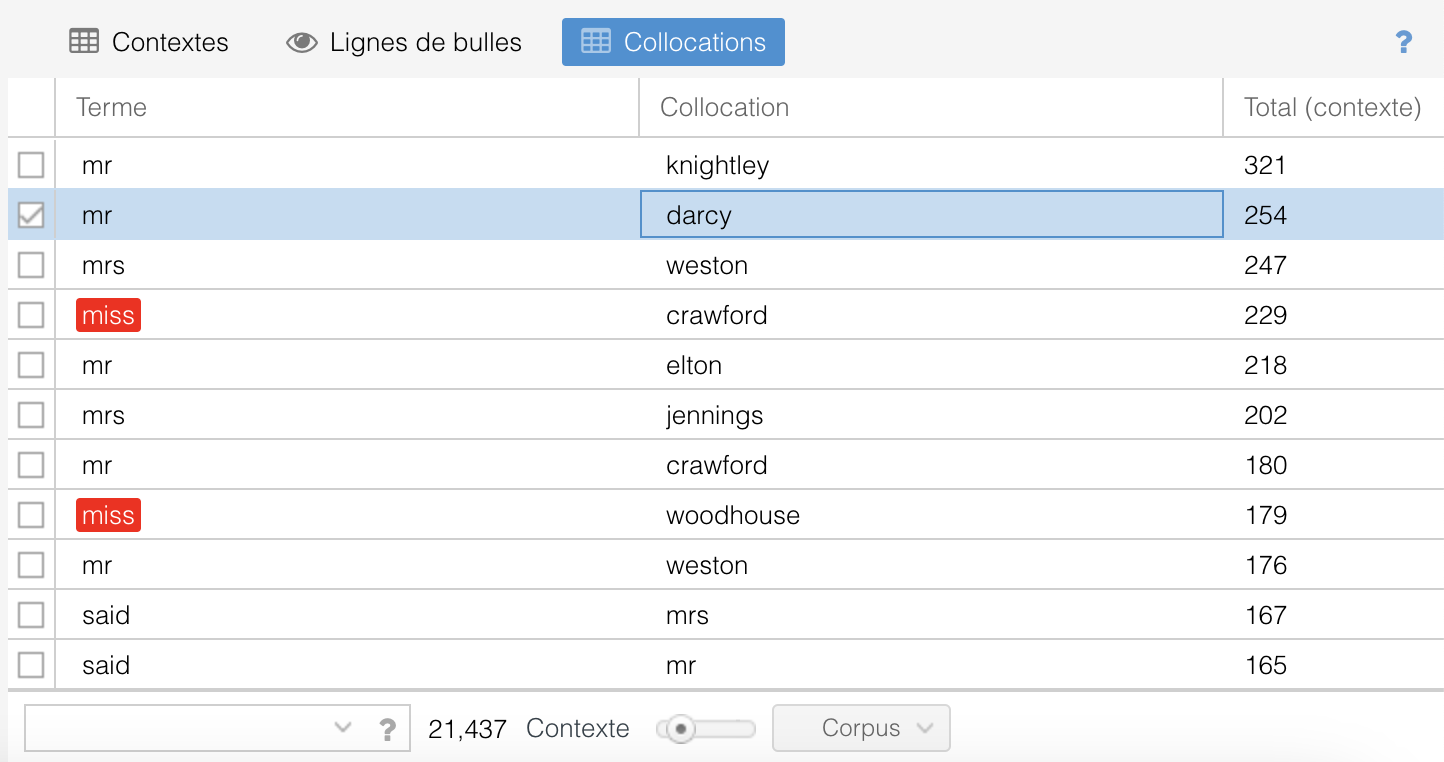 Contextes Lignes de bulles Collocations ?
Terme Collocation Total (contexte)
mr knightley 321
mr darcy 254
mrs weston 247
miss crawford 229
mr elton 218
mrs jennings 202
mr crawford 180
miss woodhouse 179
mr weston 176
said mrs 167
said mr 165
? 21,437 Contexte Corpus